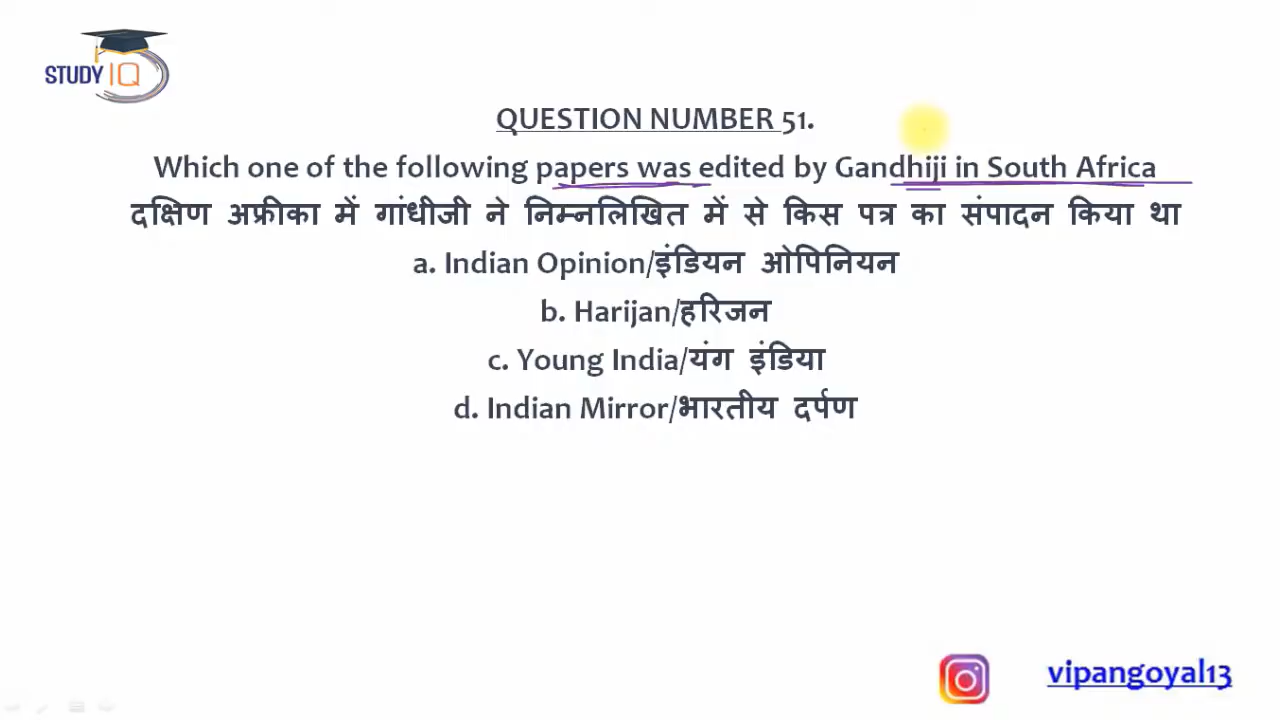 STUDY IQ
QUESTION NUMBER 51.
Which one of the following papers was edited by Gandhiji in South Africa
दक्षिण अफ्रीका में गांधीजी ने निम्नलिखित में से किस पत्र का संपादन किया था
a. Indian Opinion/इंडियन ओपिनियन
b. Harijan/हरिजन
c. Young India/यंग इंडिया
d. Indian Mirror/भारतीय दर्पण
vipangoyal13